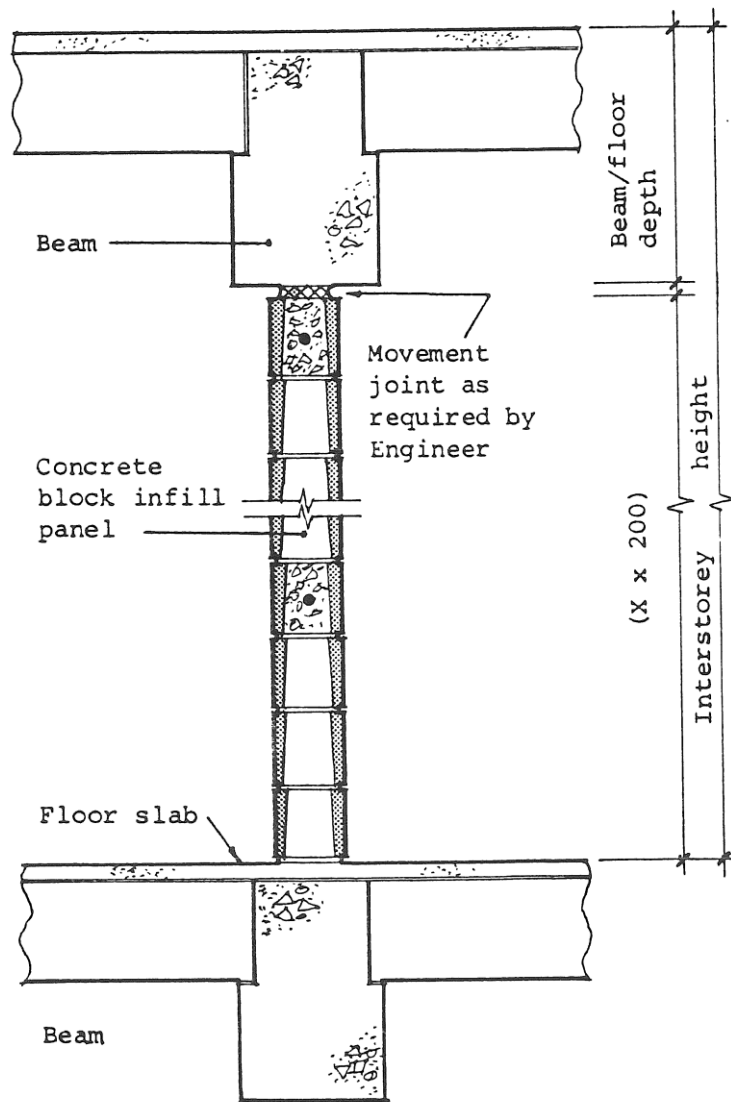 Beam/floor
depth
Beam
Movement
joint as
required by
Engineer
Concrete
block infill
panel
(X x 200)
Interstorey height
Floor slab
Beam